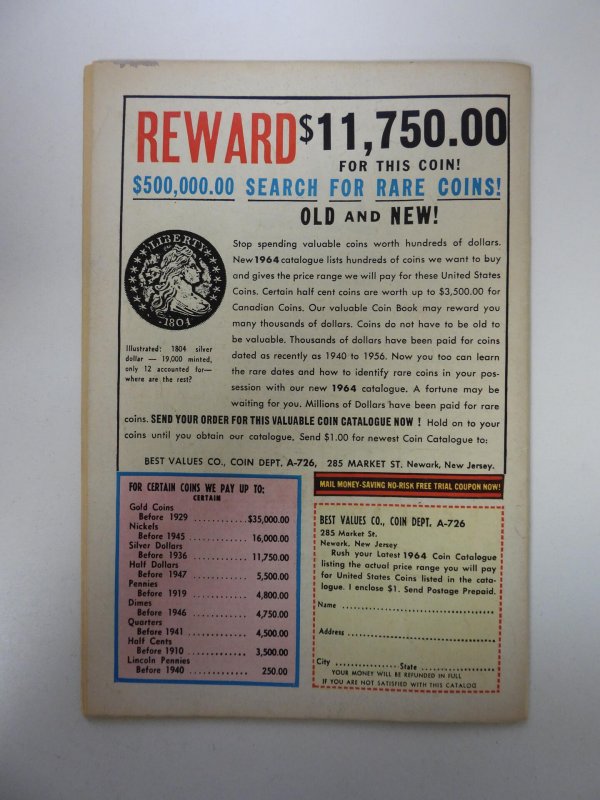 REWARD $11,750.00
FOR THIS COIN!
$500,000.00 SEARCH FOR RARE COINS!
OLD AND NEW!
LIBERTY
1804
Illustrated: 1804 silver
dollar — 19,000 minted,
only 12 accounted for—
where are the rest?
Stop spending valuable coins worth hundreds of dollars.
New 1964 catalogue lists hundreds of coins we want to buy
and gives the price range we will pay for these United States
Coins. Certain half cent coins are worth up to $3,500.00 for
Canadian Coins. Our valuable Coin Book may reward you
many thousands of dollars. Coins do not have to be old to
be valuable. Thousands of dollars have been paid for coins
dated as recently as 1940 to 1956. Now you too can learn
the rare dates and how to identify rare coins in your pos-
session with our new 1964 catalogue. A fortune may be
waiting for you. Millions of Dollars have been paid for rare
coins. SEND YOUR ORDER FOR THIS VALUABLE COIN CATALOGUE NOW ! Hold on to your
coins until you obtain our catalogue. Send $1.00 for newest Coin Catalogue to:
BEST VALUES CO., COIN DEPT. A-726, 285 MARKET ST. Newark, New Jersey.
FOR CERTAIN COINS WE PAY UP TO:
CERTAIN
Gold Coins
Before 1929 ............$35,000.00
Nickels
Before 1945 ............ 16,000.00
Silver Dollars
Before 1936 ............ 11,750.00
Half Dollars
Before 1947 ............ 5,500.00
Pennies
Before 1919 ............ 4,800.00
Dimes
Before 1946 ............ 4,750.00
Quarters
Before 1941 ............ 4,500.00
Half Cents
Before 1910 ............ 3,500.00
Lincoln Pennies
Before 1940 ............ 250.00
MAIL MONEY-SAVING NO-RISK FREE TRIAL COUPON NOW!
BEST VALUES CO., COIN DEPT. A-726
285 Market St.
Newark, New Jersey
Rush your Latest 1964 Coin Catalogue
listing the actual price range you will pay
for United States Coins listed in the cata-
logue. I enclose $1. Send Postage Prepaid.
Name ........................................
Address ........................................
City ................State ....................
YOUR MONEY WILL BE REFUNDED IN FULL
IF YOU ARE NOT SATISFIED WITH THIS CATALOG